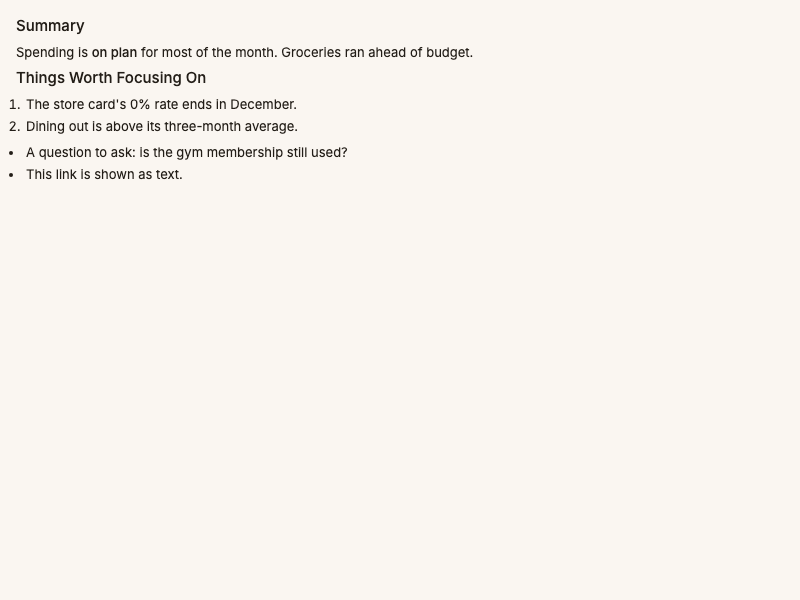 Summary
Spending is on plan for most of the month. Groceries ran ahead of budget.
Things Worth Focusing On
1. The store card's 0% rate ends in December.
2. Dining out is above its three-month average.
• A question to ask: is the gym membership still used?
• This link is shown as text.